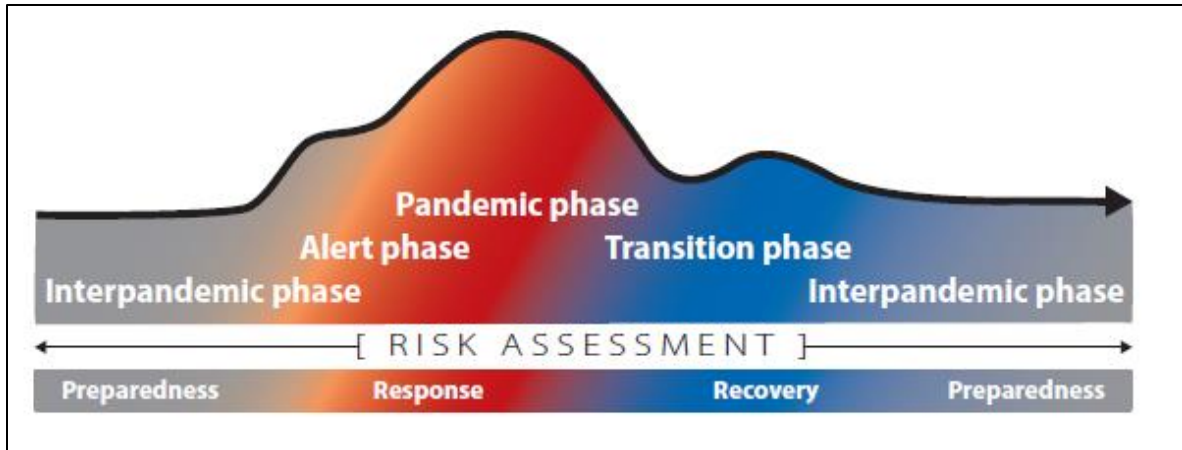 Pandemic phase
Alert phase
Transition phase
Interpandemic phase
Interpandemic phase
[ RISK ASSESSMENT ]
Preparedness
Response
Recovery
Preparedness